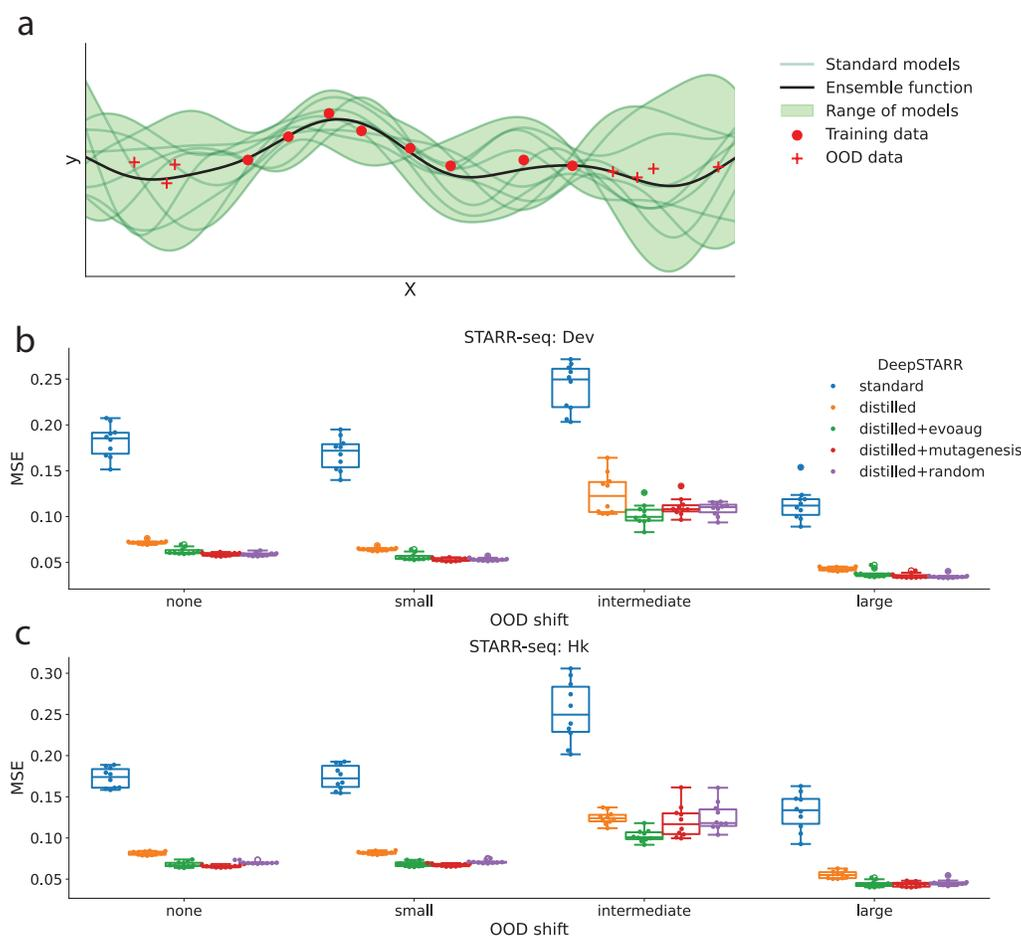 a
y
X
Standard models
Ensemble function
Range of models
Training data
OOD data
b
STARR-seq: Dev
MSE
0.25
0.20
0.15
0.10
0.05
none small intermediate large
OOD shift
DeepSTARR
standard
distilled
distilled+evoaug
distilled+mutagenesis
distilled+random
c
STARR-seq: Hk
MSE
0.30
0.25
0.20
0.15
0.10
0.05
none small intermediate large
OOD shift